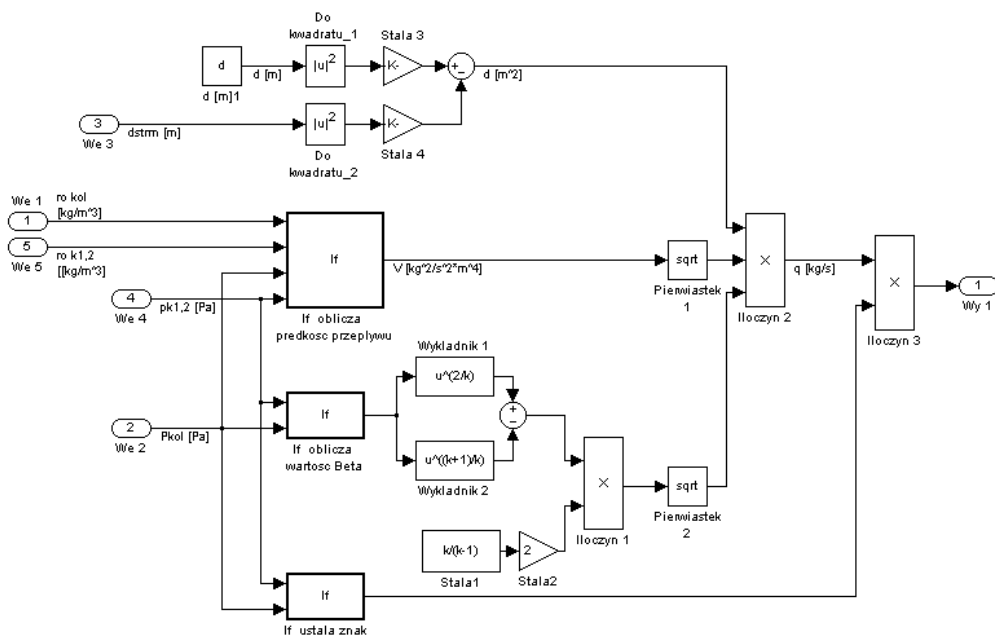 Do
kwadratu_1
Stala 3
d
|u|²
K-
+
−
d [m]
d [m^2]
d [m]1
3
dstrm [m]
|u|²
K-
We 3
Do
kwadratu_2
Stala 4
We 1
ro kol
[kg/m^3]
1
5
ro k1,2
[[kg/m^3]
We 5
If
V [kg^2/s^2*m^4]
sqrt
×
q [kg/s]
×
1
4
pk1,2 [Pa]
We 4
Pierwiastek
1
Iloczyn 2
Wy 1
Iloczyn 3
If oblicza
predkosc przeplywu
Wykladnik 1
u^(2/k)
If
+
−
2
Pkol [Pa]
We 2
If oblicza
wartosc Beta
u^((k+1)/k)
Wykladnik 2
×
sqrt
Pierwiastek
2
Iloczyn 1
k/(k-1)
2
Stala1
Stala2
If
If ustala znak